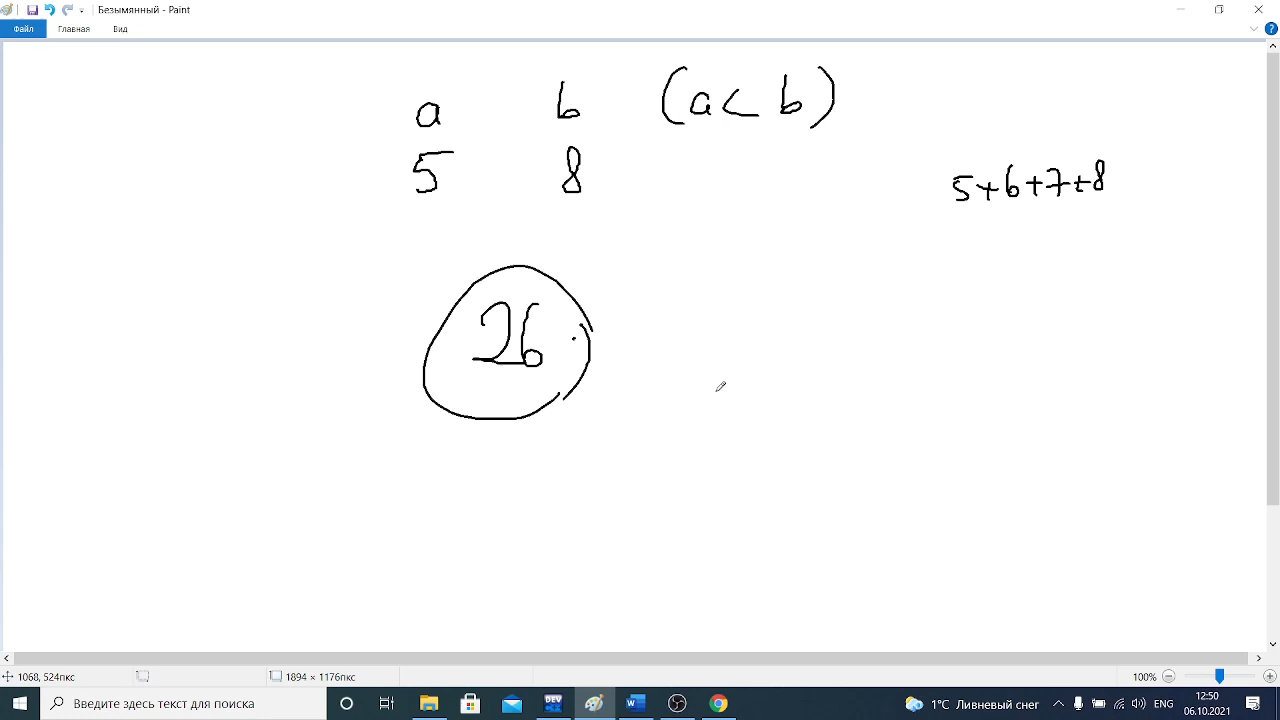 Безымянный - Paint
Файл Главная Вид
a b (a < b)
5 8
5+6+7+8
26
1068, 524пкс 1894 × 1176пкс 100%
Введите здесь текст для поиска
DEV
1°C Ливневый снег ENG
12:50
06.10.2021